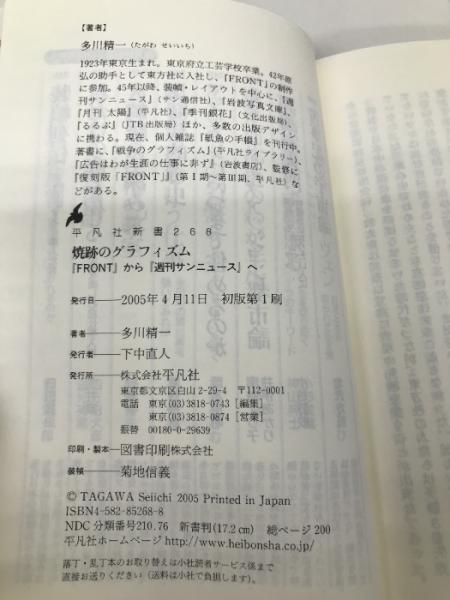 【著者】
多川精一（たがわ せいいち）
1923年東京生まれ。東京府立工芸学校卒業。42年原
弘の助手として東方社に入社し、『FRONT』の制作
に参加。45年以降、装幀・レイアウトを中心に、『週
刊サンニュース』（サン通信社）、『岩波写真文庫』、
『月刊 太陽』（平凡社）、『季刊銀花』（文化出版局）、
『るるぶ』（JTB出版局）ほか、多数の出版デザイン
に携わる。現在、個人雑誌『紙魚の手帳』を刊行中。
著書に、『戦争のグラフィズム』（平凡社ライブラリー）、
『広告はわが生涯の仕事に非ず』（岩波書店）、監修に
『復刻版「FRONT」』（第Ⅰ期〜第Ⅲ期、平凡社）な
どがある。
平凡社新書268
焼跡のグラフィズム
『FRONT』から『週刊サンニュース』へ
発行日――2005年4月11日 初版第1刷
著者――多川精一
発行者――下中直人
発行所――株式会社平凡社
東京都文京区白山2-29-4 〒112-0001
電話 東京(03)3818-0743［編集］
東京(03)3818-0874［営業］
振替 00180-0-29639
印刷・製本―図書印刷株式会社
装幀――菊地信義
© TAGAWA Seiichi 2005 Printed in Japan
ISBN4-582-85268-8
NDC分類番号210.76 新書判(17.2cm) 総ページ200
平凡社ホームページ http://www.heibonsha.co.jp/
落丁・乱丁本のお取り替えは小社読者サービス係まで
直接お送りください（送料は小社で負担します）。